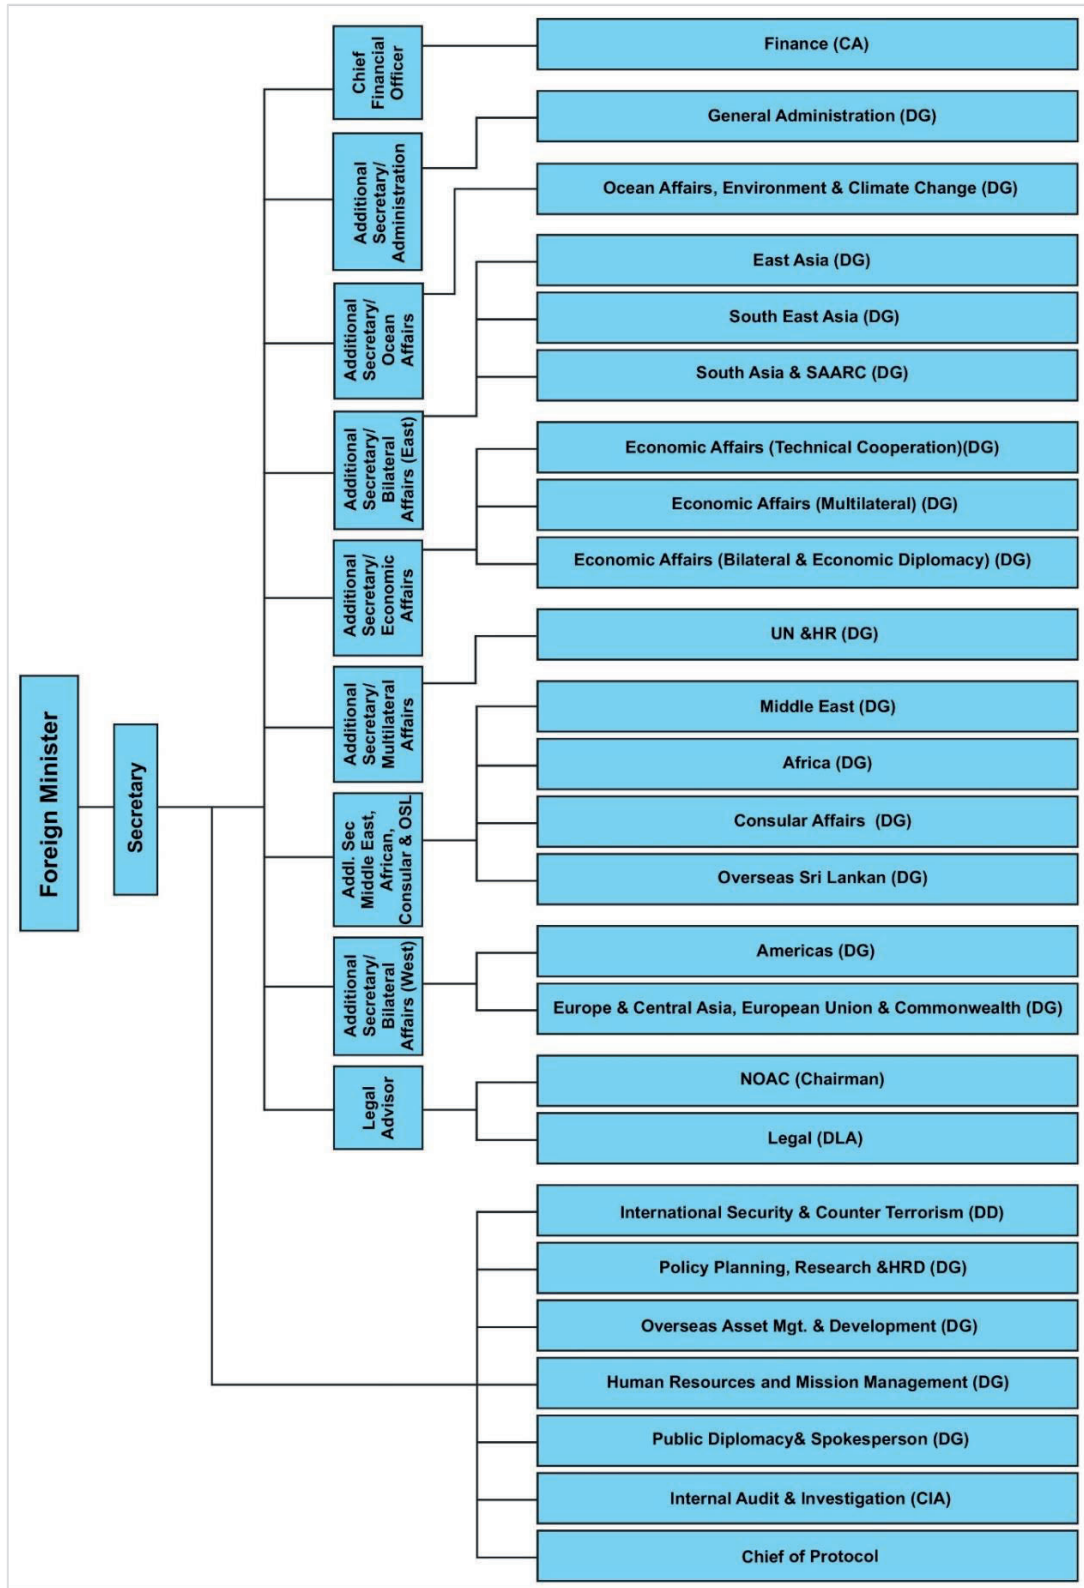 Foreign Minister
Secretary
Chief
Financial
Officer
Additional
Secretary/
Administration
Additional
Secretary/
Ocean
Affairs
Additional
Secretary/
Bilateral
Affairs (East)
Additional
Secretary/
Economic
Affairs
Additional
Secretary/
Multilateral
Affairs
Addl. Sec
Middle East,
African,
Consular & OSL
Additional
Secretary/
Bilateral
Affairs (West)
Legal
Advisor
Finance (CA)
General Administration (DG)
Ocean Affairs, Environment & Climate Change (DG)
East Asia (DG)
South East Asia (DG)
South Asia & SAARC (DG)
Economic Affairs (Technical Cooperation)(DG)
Economic Affairs (Multilateral) (DG)
Economic Affairs (Bilateral & Economic Diplomacy) (DG)
UN &HR (DG)
Middle East (DG)
Africa (DG)
Consular Affairs (DG)
Overseas Sri Lankan (DG)
Americas (DG)
Europe & Central Asia, European Union & Commonwealth (DG)
NOAC (Chairman)
Legal (DLA)
International Security & Counter Terrorism (DD)
Policy Planning, Research &HRD (DG)
Overseas Asset Mgt. & Development (DG)
Human Resources and Mission Management (DG)
Public Diplomacy& Spokesperson (DG)
Internal Audit & Investigation (CIA)
Chief of Protocol